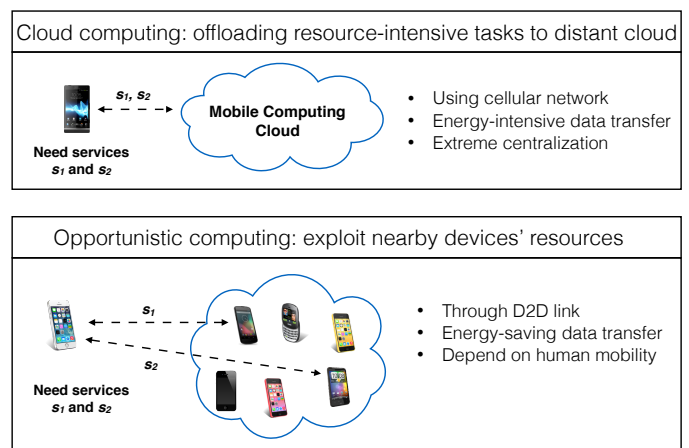 Cloud computing: offloading resource-intensive tasks to distant cloud
s1, s2
Mobile Computing
Cloud
Need services
s1 and s2
• Using cellular network
• Energy-intensive data transfer
• Extreme centralization
Opportunistic computing: exploit nearby devices' resources
s1
s2
Need services
s1 and s2
• Through D2D link
• Energy-saving data transfer
• Depend on human mobility